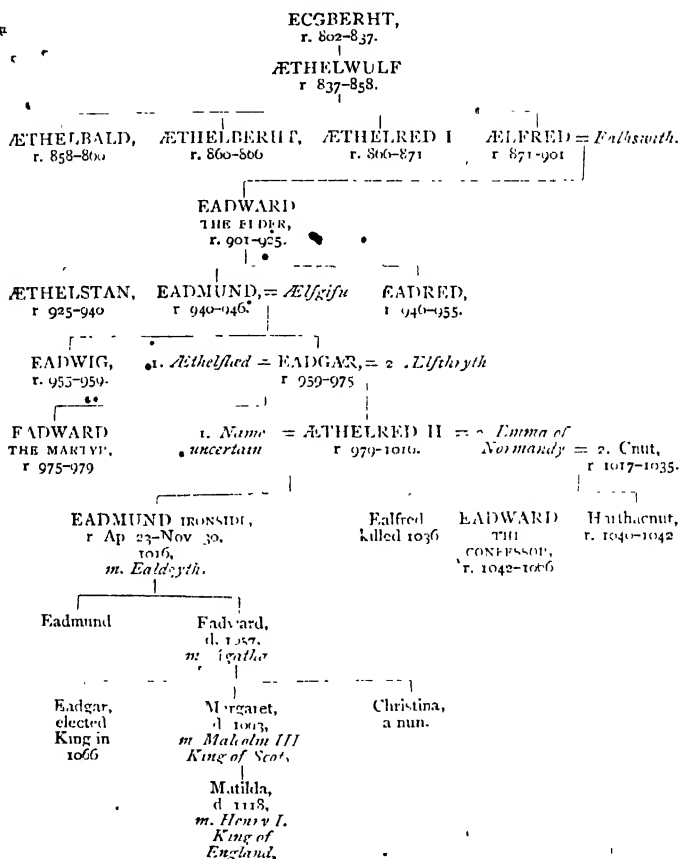 ECGBERHT,
r. 802-837.
ÆTHELWULF
r 837-858.
ÆTHELBALD, ÆTHELBERHT, ÆTHELRED I ÆLFRED =
r. 858-860 r. 860-866 r. 866-871 r 871-901
EADWARD
THE ELDER,
r. 901-925.
ÆTHELSTAN, EADMUND, = Ælfgifu EADRED,
r 925-940 r 940-946. r 946-955.
EADWIG, 1. Æthelflæd = EADGAR, = 2 Ælfthryth
r. 955-959. r 959-975
EADWARD 1. Name = ÆTHELRED II = 2 Emma of
THE MARTYR, uncertain r 979-1016. Normandy = 2. Cnut,
r 975-979 r 1017-1035.
EADMUND IRONSIDE, Ealfred EADWARD Harthacnut,
r Ap 23-Nov 30, killed 1036 THE r. 1040-1042
1016, CONFESSOR,
m. Ealdgyth. r. 1042-1066
Eadmund Eadward,
d. 1057.
m Agatha
Eadgar, Margaret, Christina,
elected d 1093, a nun.
King in m Malcolm III
1066 King of Scots,
Matilda,
d 1118,
m. Henry I.
King of
England,